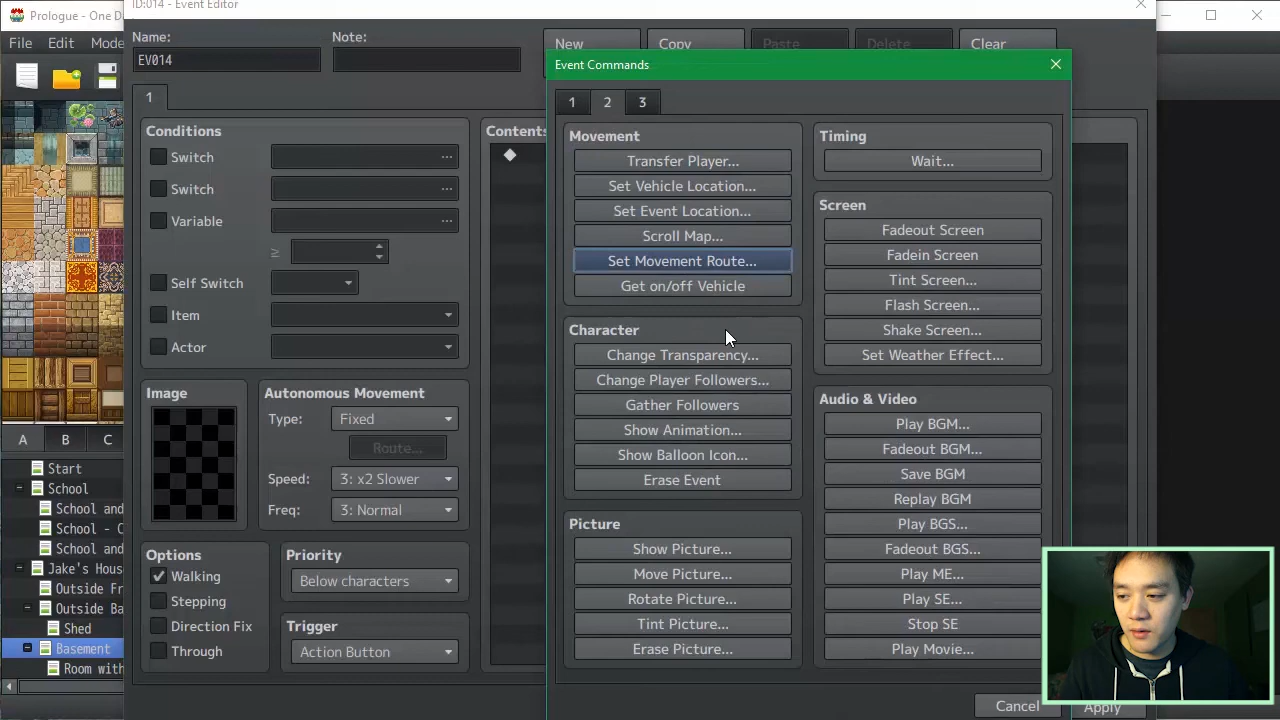 Prologue - One D
ID:014 - Event Editor
File Edit Mode
Name: Note:
EV014
New Copy Paste Delete Clear
Event Commands
1
1 2 3
Conditions
Switch ...
Switch ...
Variable ...
≥
Self Switch
Item
Actor
Contents
Image
Autonomous Movement
Type: Fixed
Route...
Speed: 3: x2 Slower
Freq: 3: Normal
Options
Walking
Stepping
Direction Fix
Through
Priority
Below characters
Trigger
Action Button
Movement
Transfer Player...
Set Vehicle Location...
Set Event Location...
Scroll Map...
Set Movement Route...
Get on/off Vehicle
Character
Change Transparency...
Change Player Followers...
Gather Followers
Show Animation...
Show Balloon Icon...
Erase Event
Picture
Show Picture...
Move Picture...
Rotate Picture...
Tint Picture...
Erase Picture...
Timing
Wait...
Screen
Fadeout Screen
Fadein Screen
Tint Screen...
Flash Screen...
Shake Screen...
Set Weather Effect...
Audio & Video
Play BGM...
Fadeout BGM...
Save BGM
Replay BGM
Play BGS...
Fadeout BGS...
Play ME...
Play SE...
Stop SE
Play Movie...
A B C
Start
School
School and
School - C
School and
Jake's Hous
Outside Fr
Outside Ba
Shed
Basement
Room with
Cancel
Apply